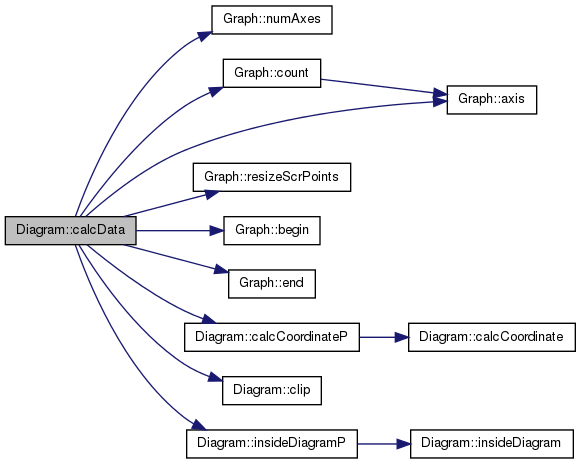 Graph::numAxes
Graph::count
Graph::axis
Graph::resizeScrPoints
Diagram::calcData
Graph::begin
Graph::end
Diagram::calcCoordinateP
Diagram::calcCoordinate
Diagram::clip
Diagram::insideDiagramP
Diagram::insideDiagram